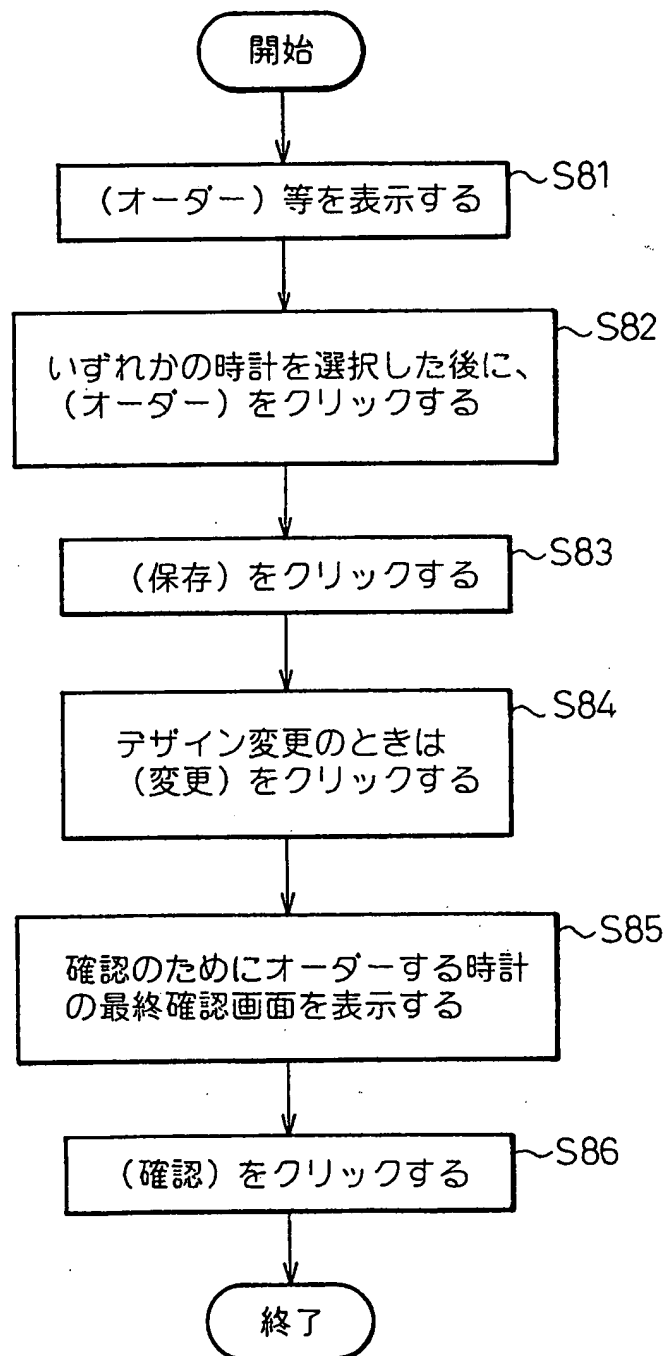 開始
(オーダー)等を表示する
S81
いずれかの時計を選択した後に、
(オーダー)をクリックする
S82
(保存)をクリックする
S83
デザイン変更のときは
(変更)をクリックする
S84
確認のためにオーダーする時計
の最終確認画面を表示する
S85
(確認)をクリックする
S86
終了